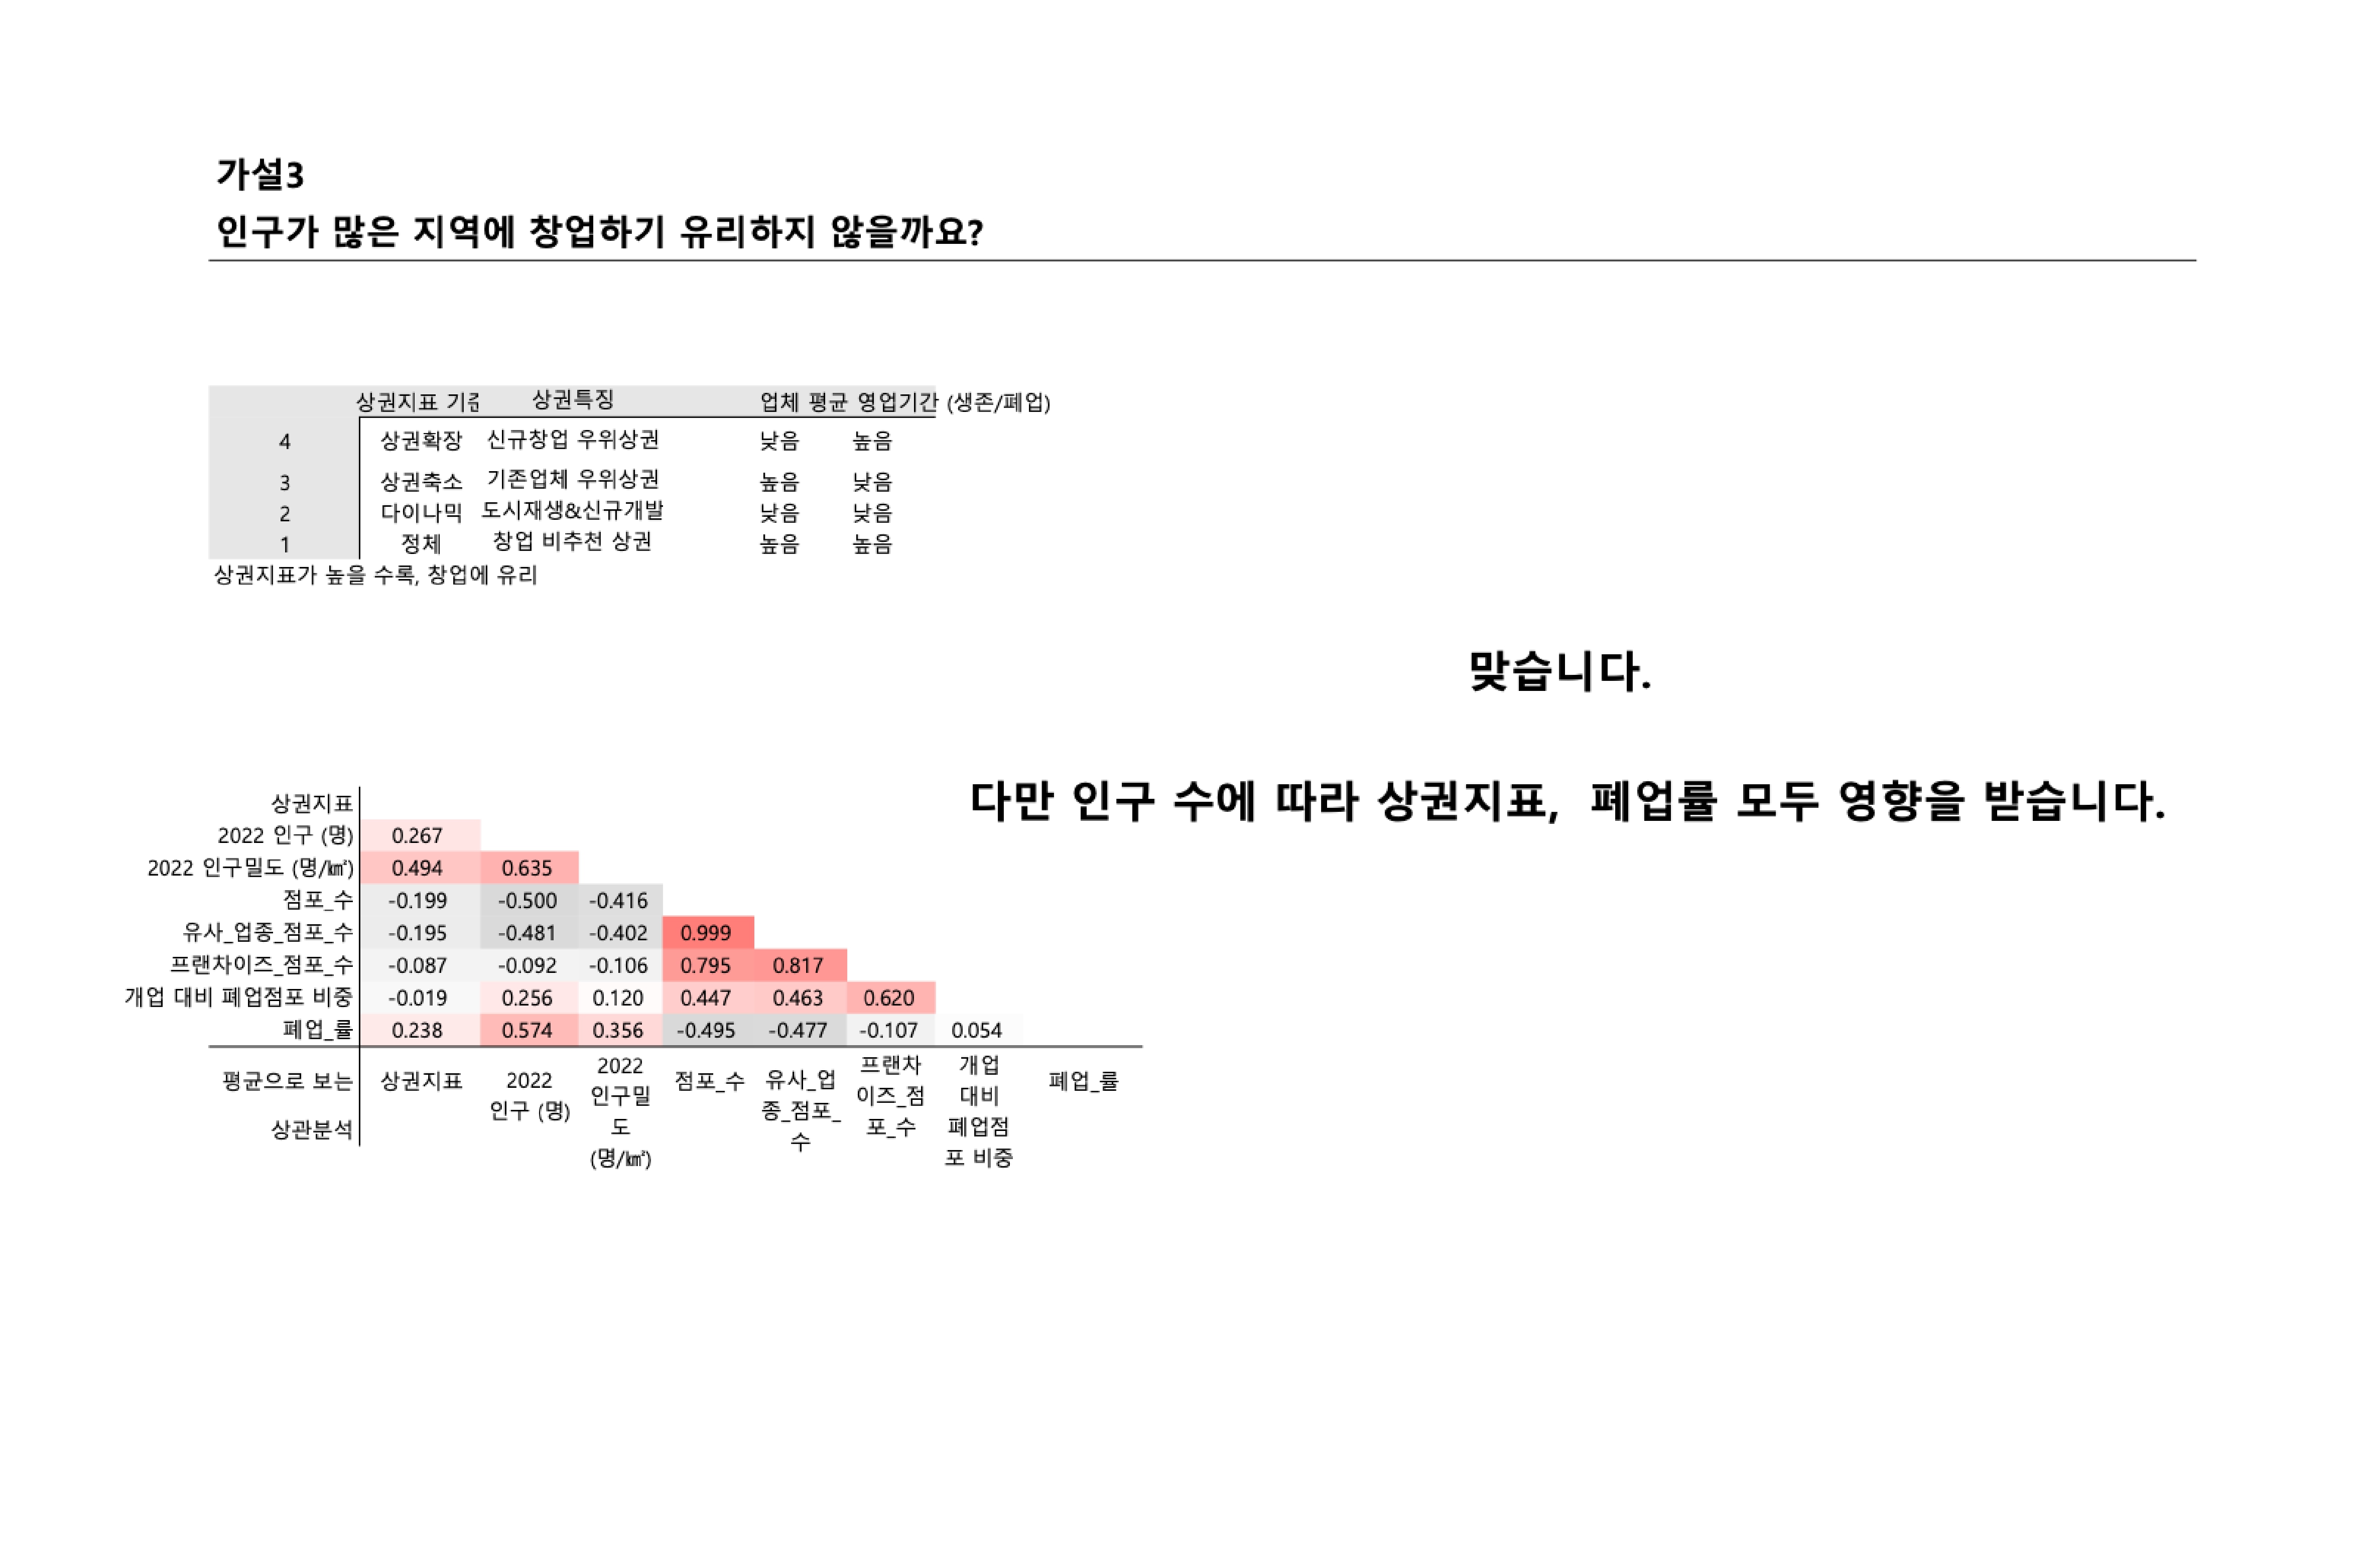 가설3
인구가 많은 지역에 창업하기 유리하지 않을까요?
상권지표 기준 상권특징 업체 평균 영업기간 (생존/폐업)
4 상권확장 신규창업 우위상권 낮음 높음
3 상권축소 기존업체 우위상권 높음 낮음
2 다이나믹 도시재생&신규개발 낮음 낮음
1 정체 창업 비추천 상권 높음 높음
상권지표가 높을 수록, 창업에 유리
맞습니다.
다만 인구 수에 따라 상권지표, 폐업률 모두 영향을 받습니다.
상권지표
2022 인구 (명) 0.267
2022 인구밀도 (명/㎢) 0.494 0.635
점포_수 -0.199 -0.500 -0.416
유사_업종_점포_수 -0.195 -0.481 -0.402 0.999
프랜차이즈_점포_수 -0.087 -0.092 -0.106 0.795 0.817
개업 대비 폐업점포 비중 -0.019 0.256 0.120 0.447 0.463 0.620
폐업_률 0.238 0.574 0.356 -0.495 -0.477 -0.107 0.054
평균으로 보는
상관분석
상권지표
2022
인구 (명)
2022
인구밀
도
(명/㎢)
점포_수
유사_업
종_점포_
수
프랜차
이즈_점
포_수
개업
대비
폐업점
포 비중
폐업_률